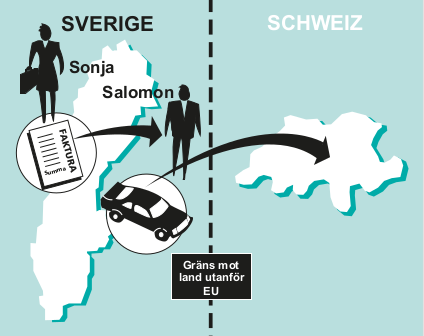 SVERIGE
SCHWEIZ
Sonja
Salomon
FAKTURA
Summa
Gräns mot
land utanför
EU